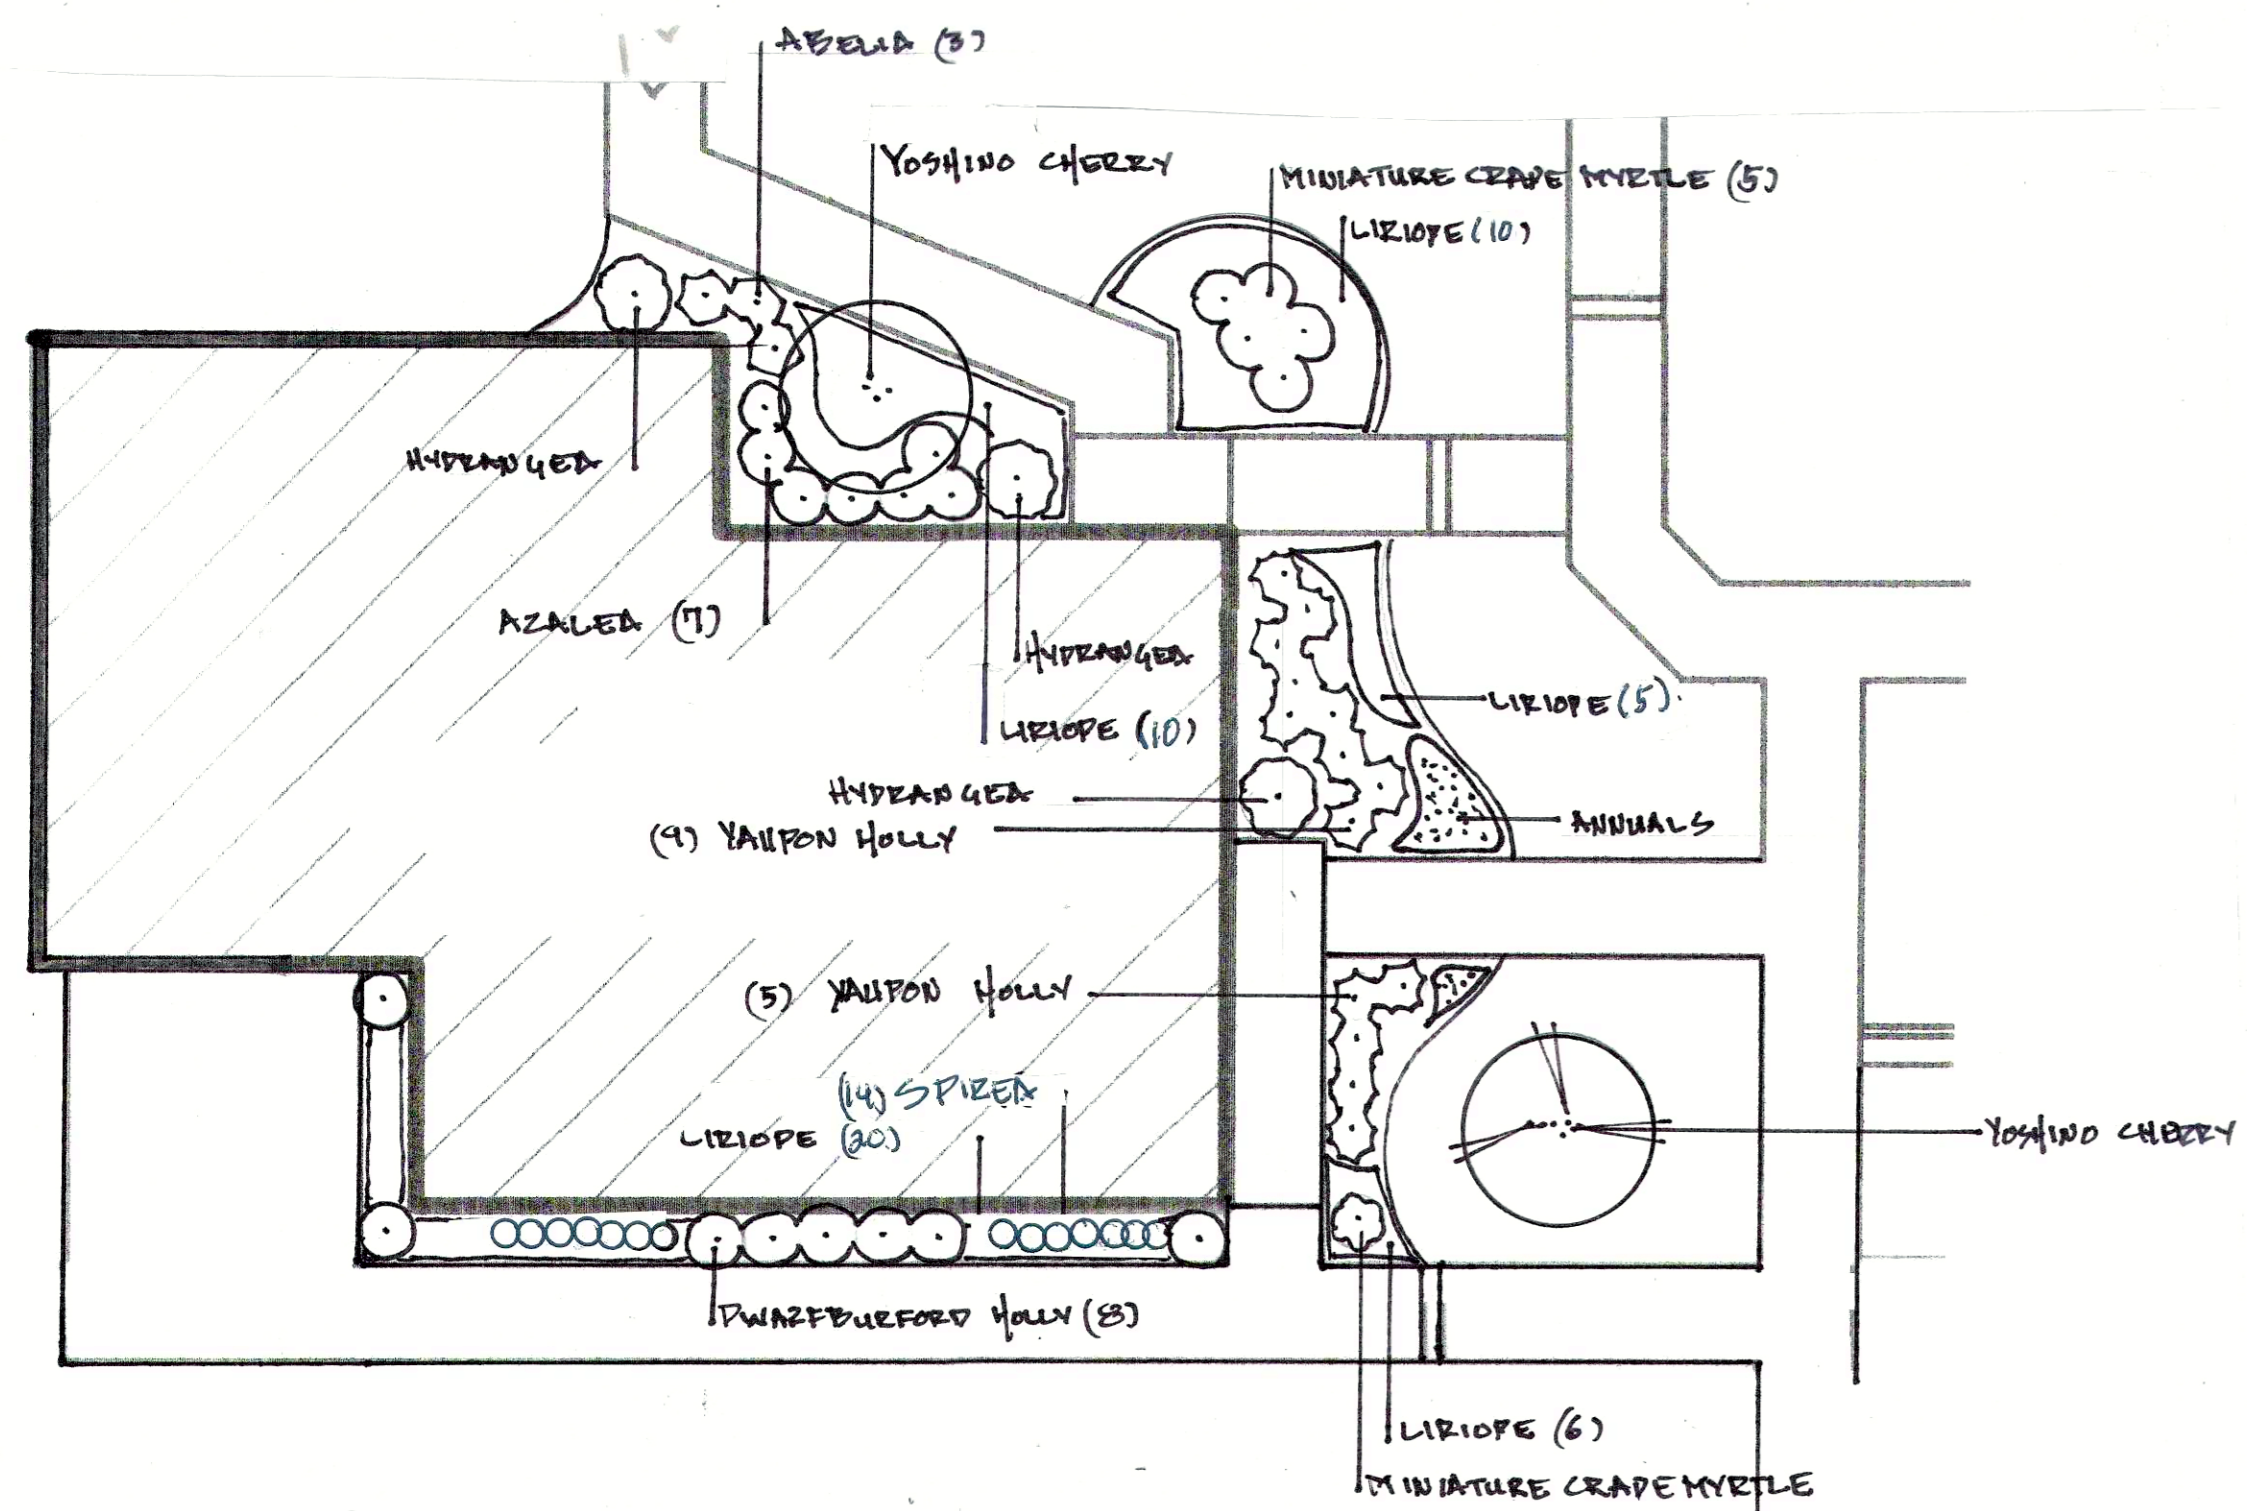 ABELIA (3)
YOSHINO CHERRY
MINIATURE CRAPE MYRTLE (5)
LIRIOPE (10)
HYDRANGEA
AZALEA (7)
HYDRANGEA
LIRIOPE (10)
LIRIOPE (5)
HYDRANGEA
(9) YAUPON HOLLY
ANNUALS
(5) YAUPON HOLLY
(14) SPIREA
LIRIOPE (20)
YOSHINO CHERRY
DWARF BURFORD HOLLY (8)
LIRIOPE (6)
MINIATURE CRAPE MYRTLE